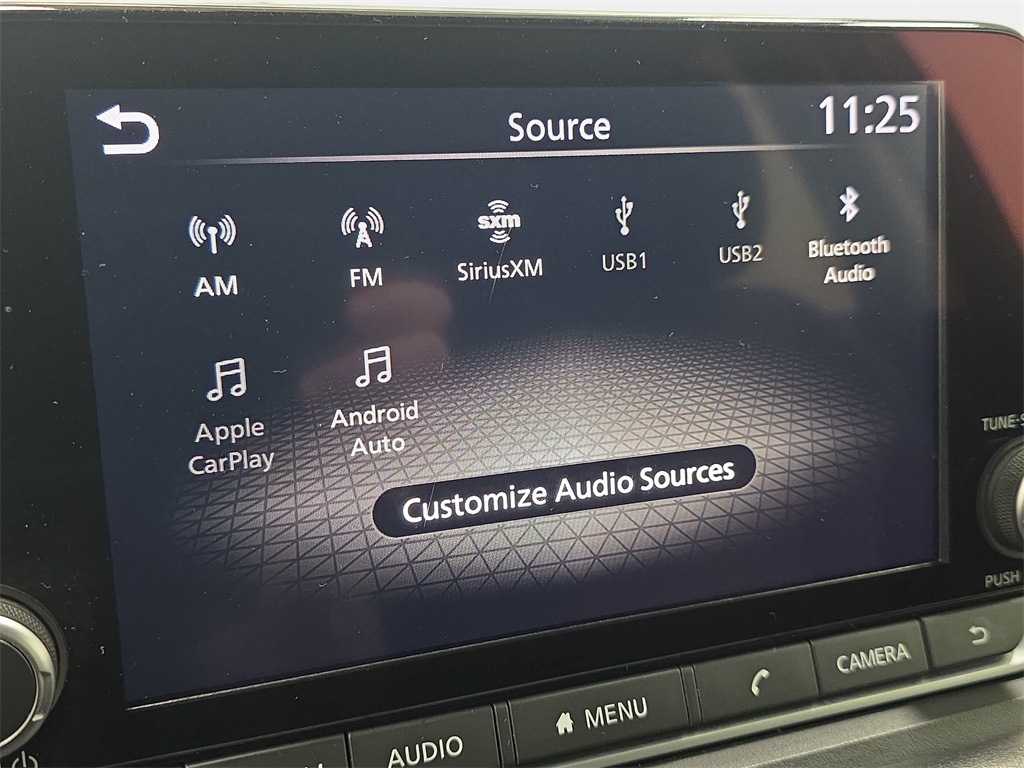 Source
11:25
AM
FM
sxm
SiriusXM
USB1
USB2
Bluetooth
Audio
Apple
CarPlay
Android
Auto
Customize Audio Sources
PUSH
AUDIO
MENU
CAMERA